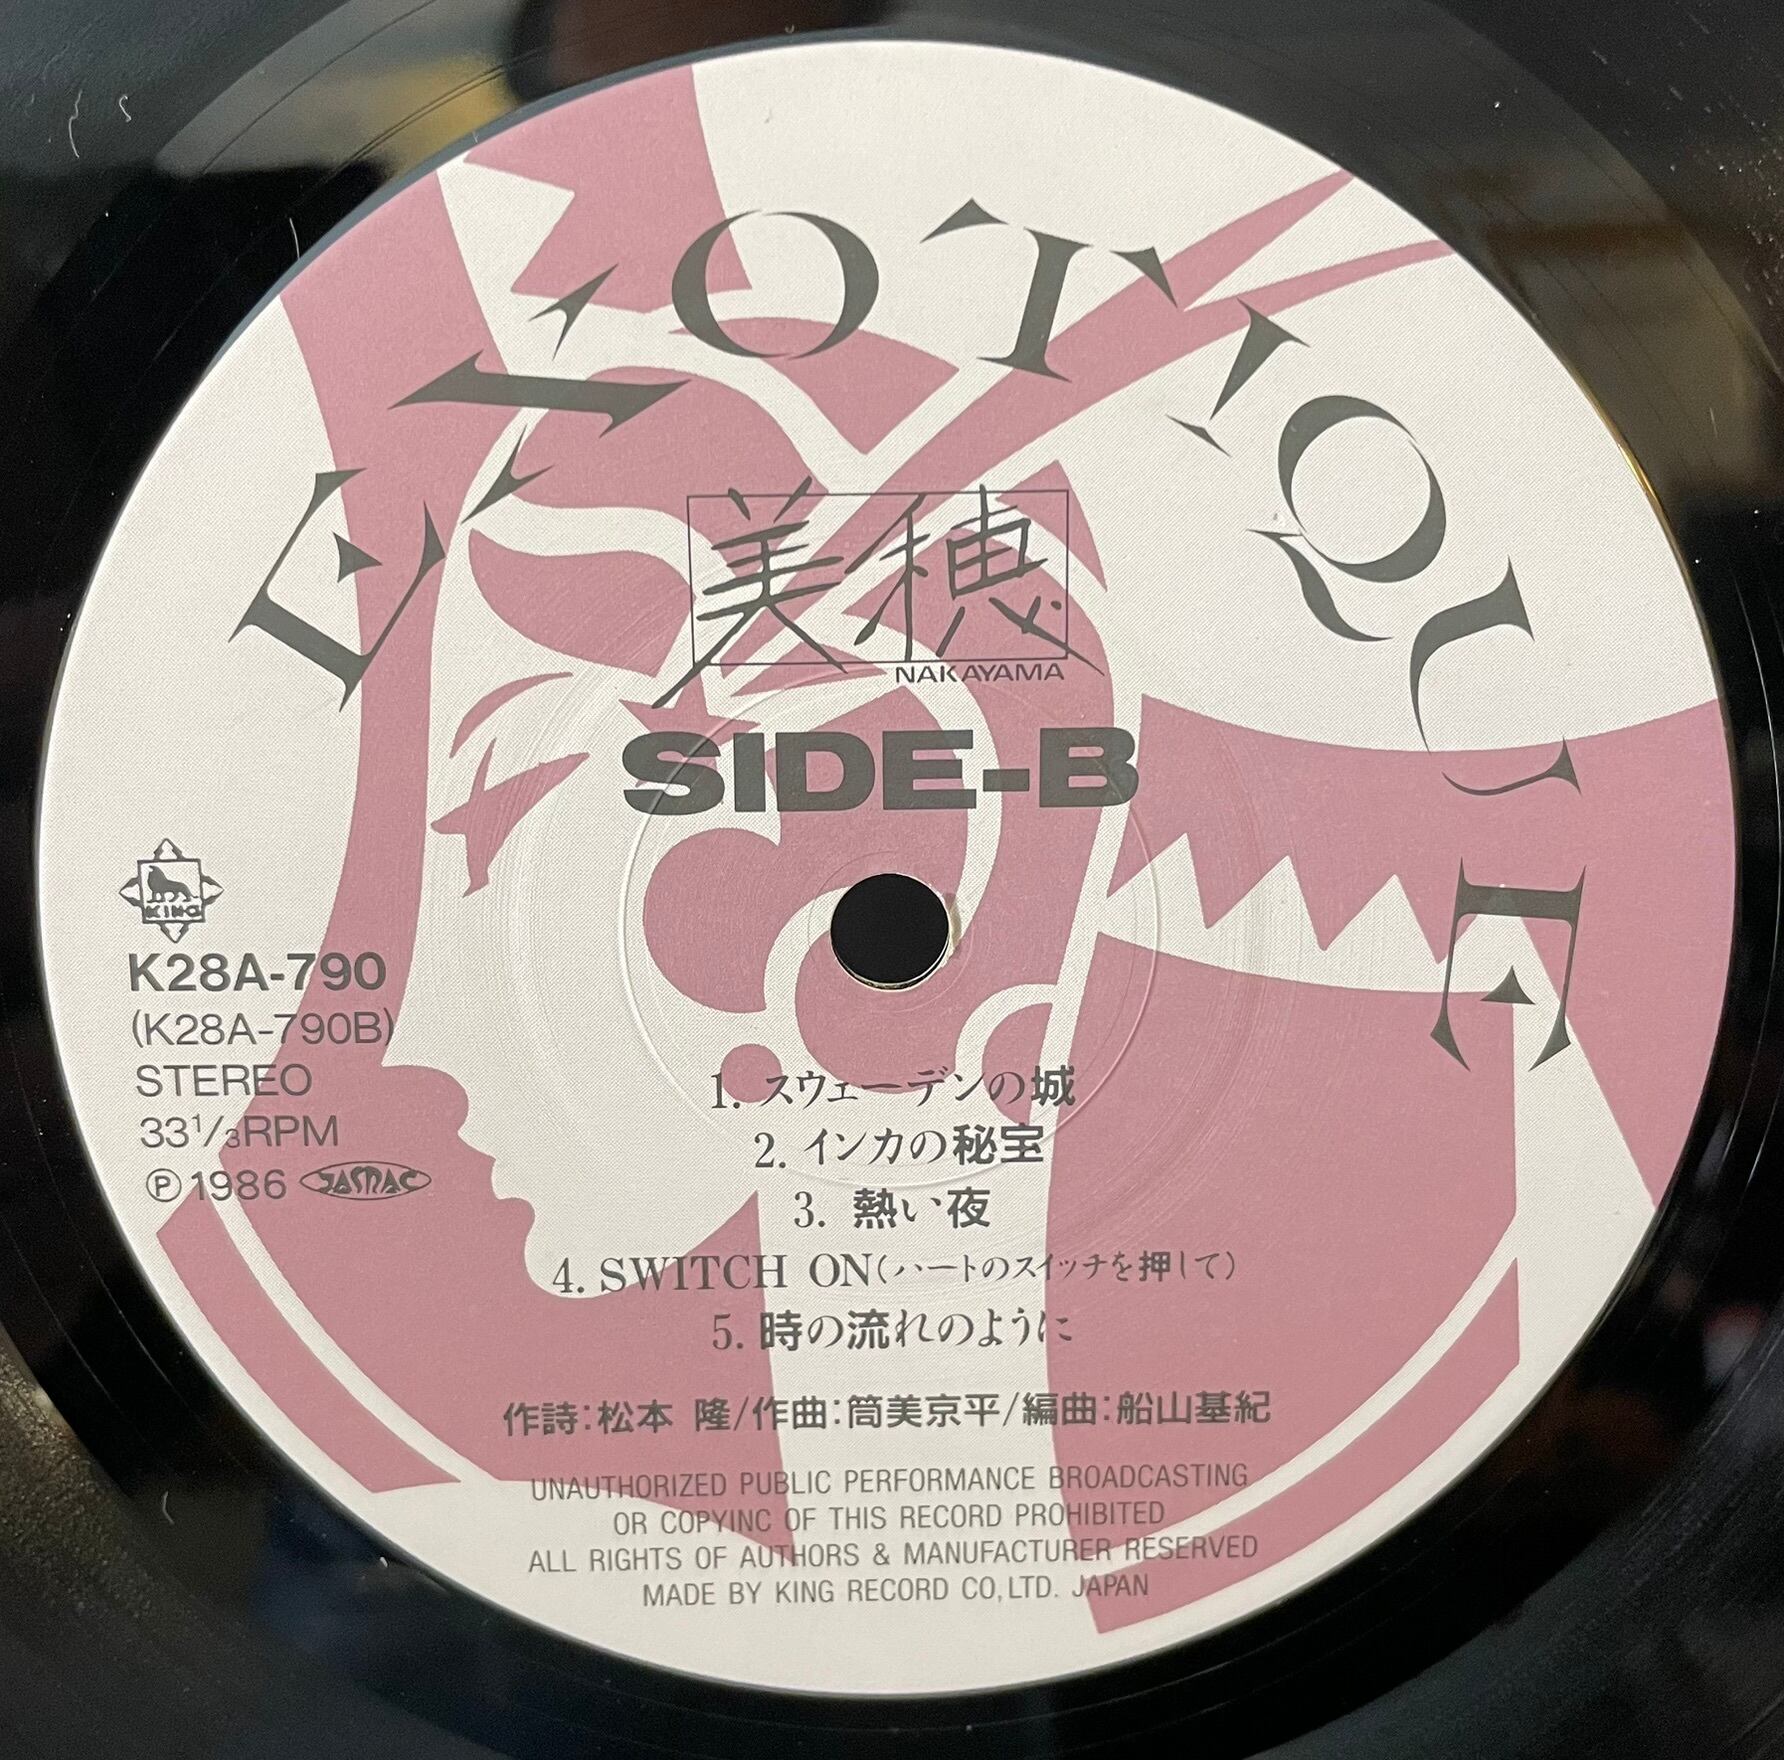 EXOTIQUE
美穂
NAKAYAMA
SIDE-B
KING
K28A-790
(K28A-790B)
STEREO
33 1/3RPM
Ⓟ1986 JASRAC
1. スウェーデンの城
2. インカの秘宝
3. 熱い夜
4. SWITCH ON(ハートのスイッチを押して)
5. 時の流れのように
作詩:松本 隆/作曲:筒美京平/編曲:船山基紀
UNAUTHORIZED PUBLIC PERFORMANCE BROADCASTING
OR COPYINC OF THIS RECORD PROHIBITED
ALL RIGHTS OF AUTHORS & MANUFACTURER RESERVED
MADE BY KING RECORD CO,LTD. JAPAN